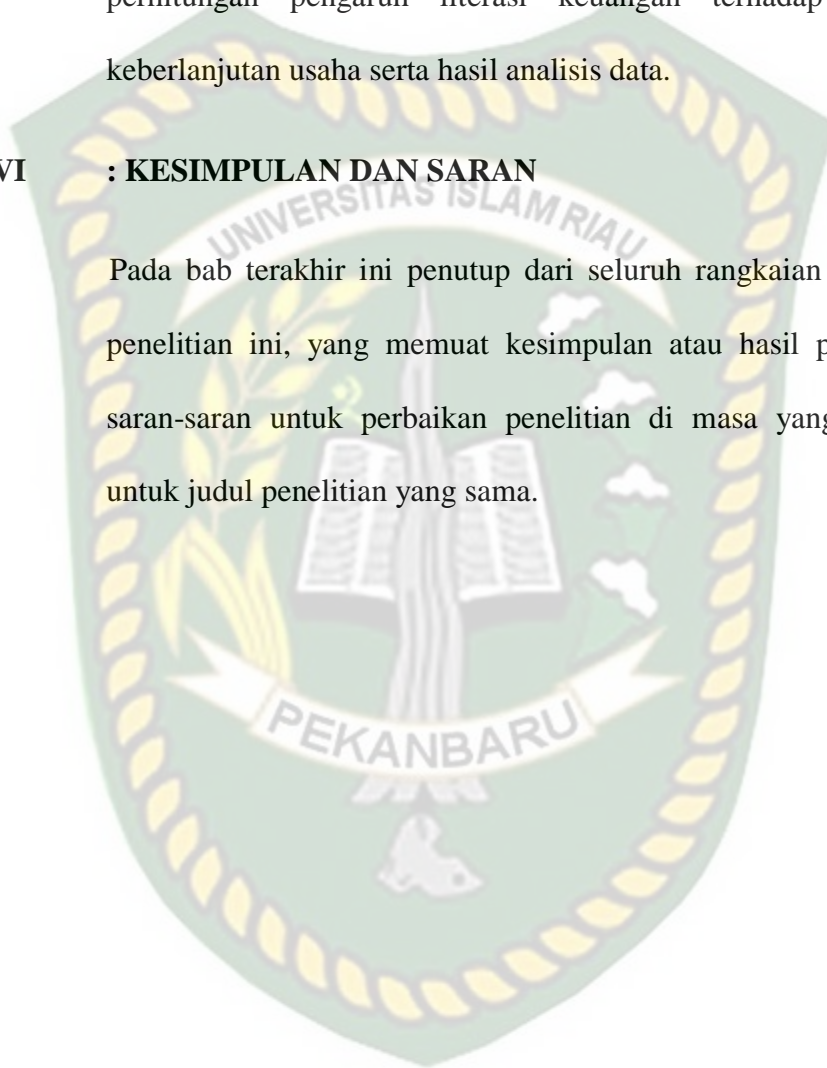 perhitungan pengaruh literasi keuangan terhadap
keberlanjutan usaha serta hasil analisis data.
VI : KESIMPULAN DAN SARAN
UNIVERSITAS ISLAM RIAU
Pada bab terakhir ini penutup dari seluruh rangkaian
penelitian ini, yang memuat kesimpulan atau hasil
saran-saran untuk perbaikan penelitian di masa yang
untuk judul penelitian yang sama.
PEKANBARU